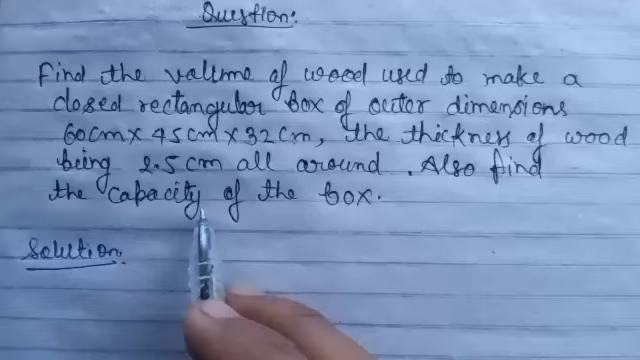 Question:
Find the valume of wood used to make a
closed rectangular box of outer dimensions
60cm x 45cm x 32cm, the thickness of wood
being 2.5cm all around. Also find
the capacity of the box.
Solution.